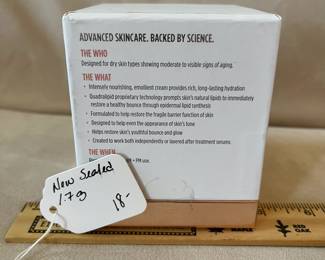 ADVANCED SKINCARE. BACKED BY SCIENCE.
THE WHO
Designed for dry skin types showing moderate to visible signs of aging.
THE WHAT
• Intensely nourishing, emollient cream provides rich, long-lasting hydration
• Quadralipid proprietary technology prompts skin's natural lipids to immediately
restore a healthy bounce through epidermal lipid synthesis
• Formulated to help restore the fragile barrier function of skin
• Designed to help even the appearance of skin's tone
• Helps restore skin's youthful bounce and glow
• Created to work both independently or layered after treatment serums
THE WHEN
• PM use.
New Sealed
1.7
18-
MAPLE
RED
OAK